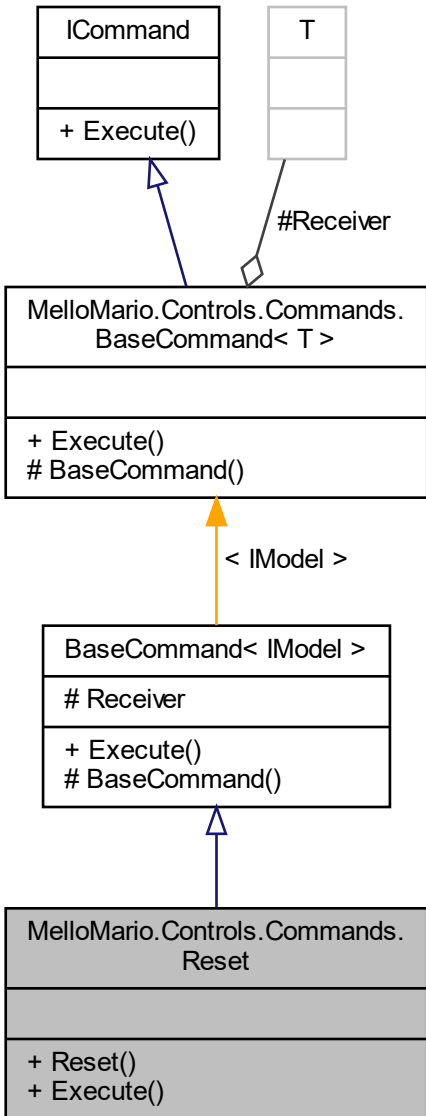 ICommand
+ Execute()
T
#Receiver
MelloMario.Controls.Commands.
BaseCommand< T >
+ Execute()
# BaseCommand()
< IModel >
BaseCommand< IModel >
# Receiver
+ Execute()
# BaseCommand()
MelloMario.Controls.Commands.
Reset
+ Reset()
+ Execute()